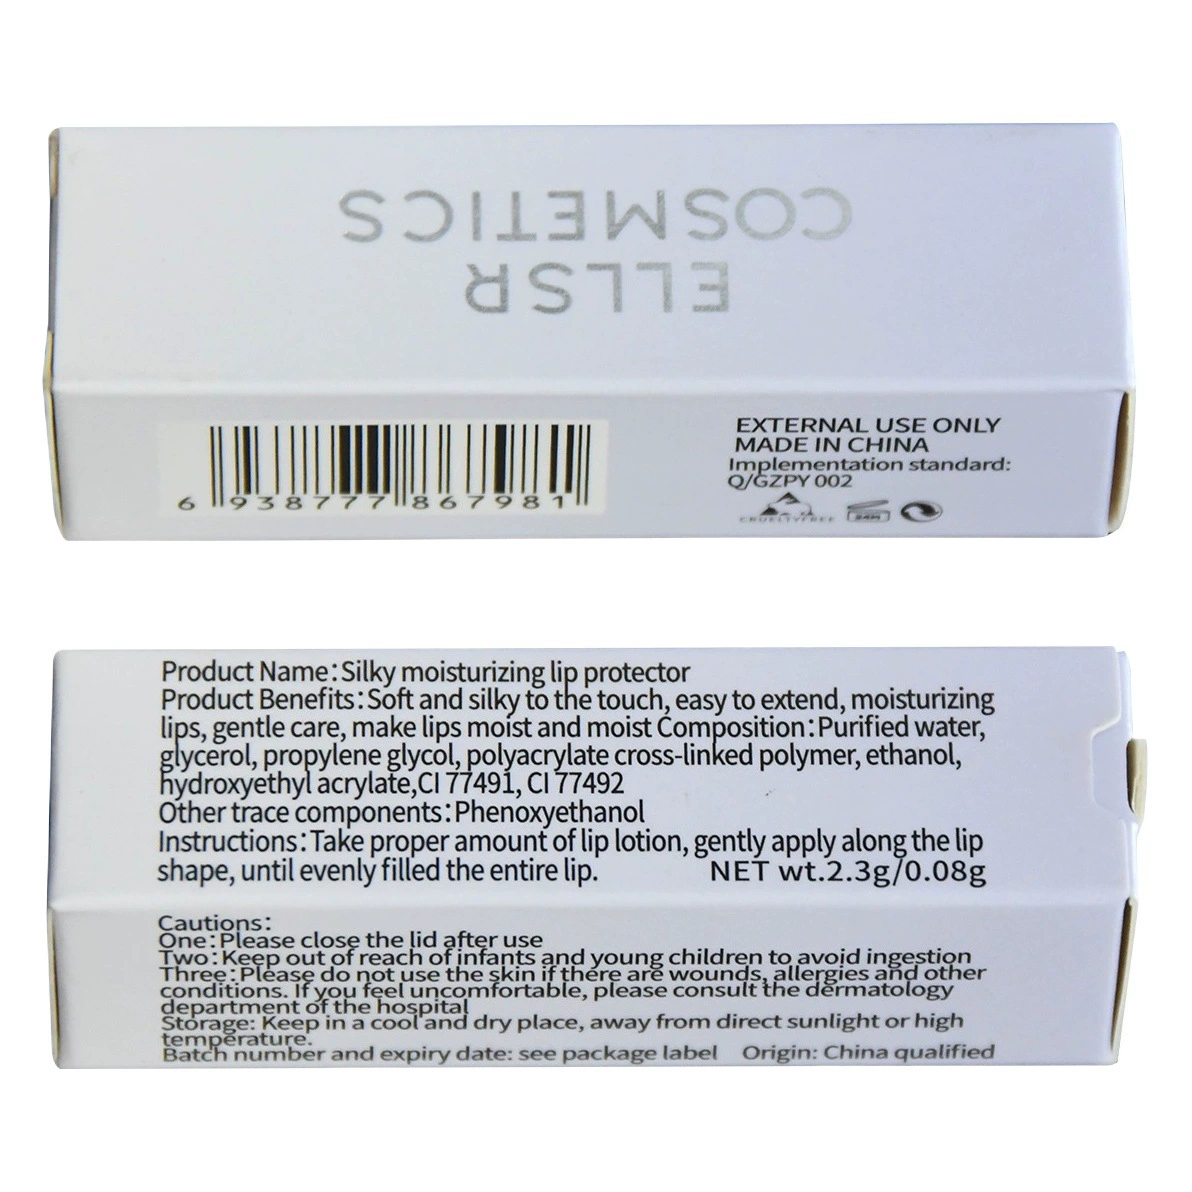 ELLSR
COSMETICS
6 938777 867981
EXTERNAL USE ONLY
MADE IN CHINA
Implementation standard:
Q/GZPY 002
CRUELTYFREE
24M
Product Name:Silky moisturizing lip protector
Product Benefits:Soft and silky to the touch, easy to extend, moisturizing
lips, gentle care, make lips moist and moist Composition:Purified water,
glycerol, propylene glycol, polyacrylate cross-linked polymer, ethanol,
hydroxyethyl acrylate,CI 77491, CI 77492
Other trace components:Phenoxyethanol
Instructions:Take proper amount of lip lotion, gently apply along the lip
shape, until evenly filled the entire lip.
NET wt.2.3g/0.08g
Cautions:
One:Please close the lid after use
Two:Keep out of reach of infants and young children to avoid ingestion
Three:Please do not use the skin if there are wounds, allergies and other
conditions. If you feel uncomfortable, please consult the dermatology
department of the hospital
Storage: Keep in a cool and dry place, away from direct sunlight or high
temperature.
Batch number and expiry date: see package label Origin: China qualified